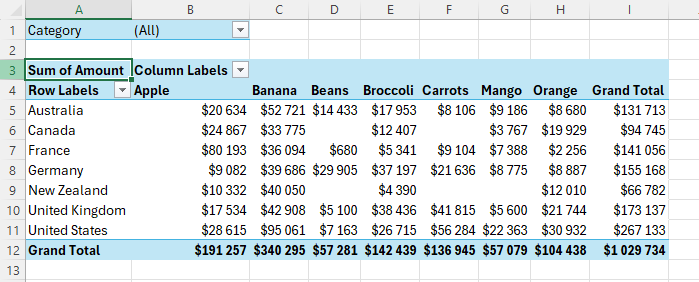 A B C D E F G H I
1 Category (All)
2
3 Sum of Amount Column Labels
4 Row Labels Apple Banana Beans Broccoli Carrots Mango Orange Grand Total
5 Australia $20 634 $52 721 $14 433 $17 953 $8 106 $9 186 $8 680 $131 713
6 Canada $24 867 $33 775 $12 407 $3 767 $19 929 $94 745
7 France $80 193 $36 094 $680 $5 341 $9 104 $7 388 $2 256 $141 056
8 Germany $9 082 $39 686 $29 905 $37 197 $21 636 $8 775 $8 887 $155 168
9 New Zealand $10 332 $40 050 $4 390 $12 010 $66 782
10 United Kingdom $17 534 $42 908 $5 100 $38 436 $41 815 $5 600 $21 744 $173 137
11 United States $28 615 $95 061 $7 163 $26 715 $56 284 $22 363 $30 932 $267 133
12 Grand Total $191 257 $340 295 $57 281 $142 439 $136 945 $57 079 $104 438 $1 029 734
13